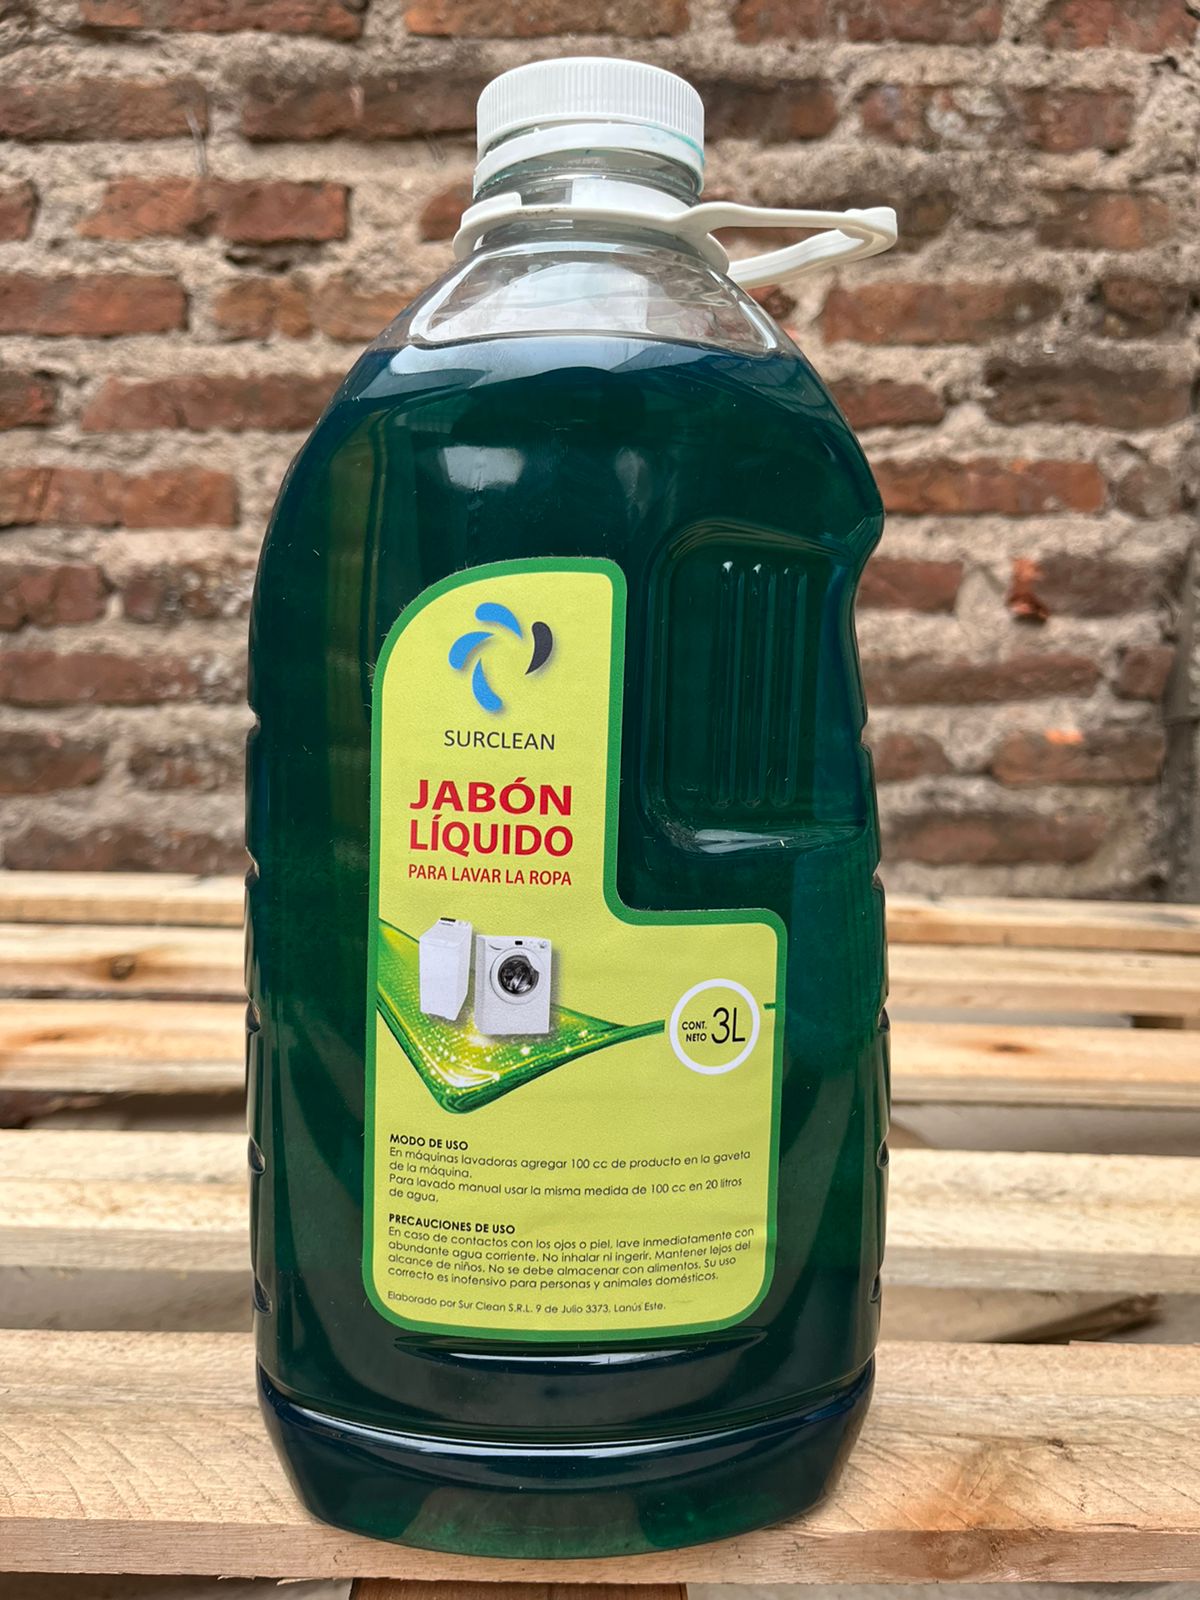 SURCLEAN
JABÓN
LÍQUIDO
PARA LAVAR LA ROPA
CONT.
NETO 3L
MODO DE USO
En máquinas lavadoras agregar 100 cc de producto en la gaveta
de la máquina.
Para lavado manual usar la misma medida de 100 cc en 20 litros
de agua.
PRECAUCIONES DE USO
En caso de contactos con los ojos o piel, lave inmediatamente con
abundante agua corriente. No inhalar ni ingerir. Mantener lejos del
alcance de niños. No se debe almacenar con alimentos. Su uso
correcto es inofensivo para personas y animales domésticos.
Elaborado por Sur Clean S.R.L. 9 de Julio 3373, Lanús Este.